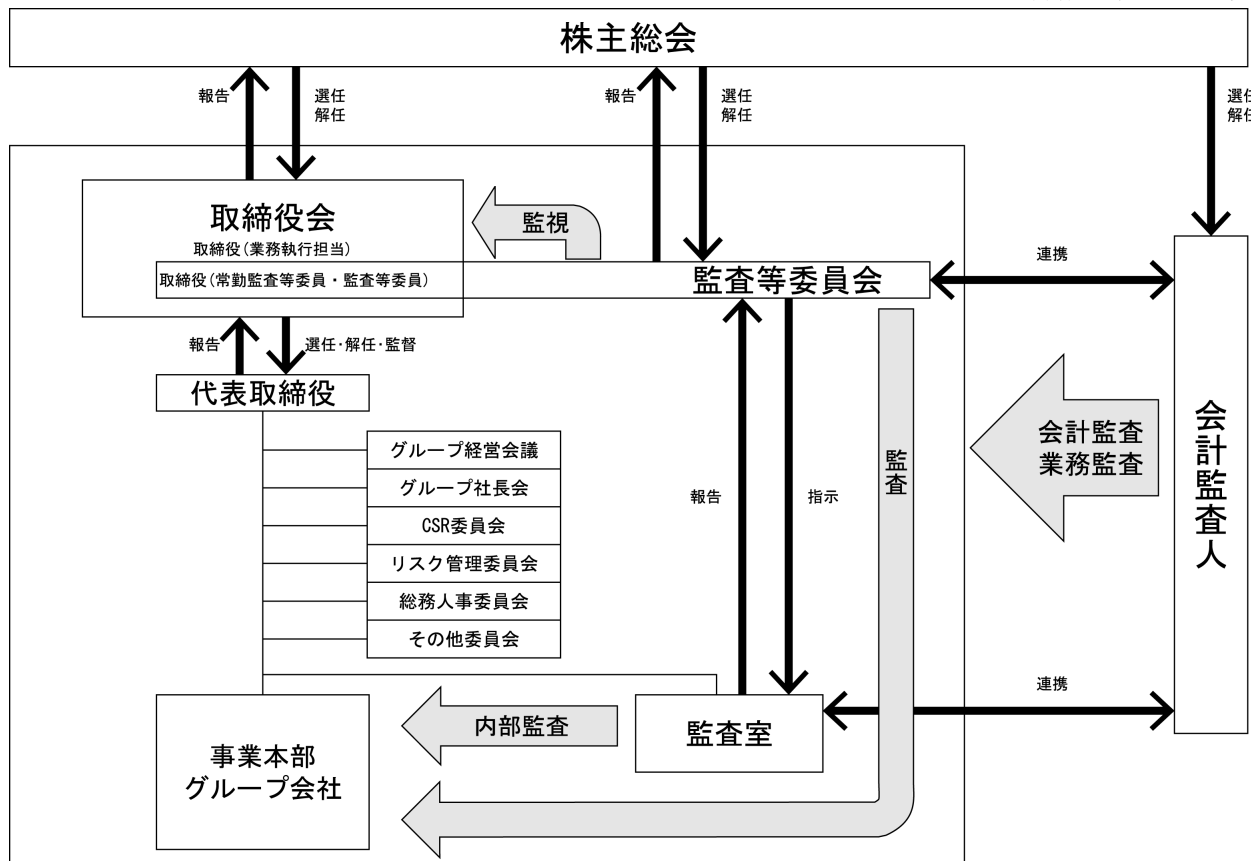 株主総会
報告
選任
解任
報告
選任
解任
選任
解任
取締役会
取締役(業務執行担当)
取締役(常勤監査等委員・監査等委員)
監視
監査等委員会
連携
報告
選任・解任・監督
代表取締役
グループ経営会議
グループ社長会
CSR委員会
リスク管理委員会
総務人事委員会
その他委員会
報告
指示
監査
会計監査
業務監査
会計監査人
連携
内部監査
監査室
事業本部
グループ会社